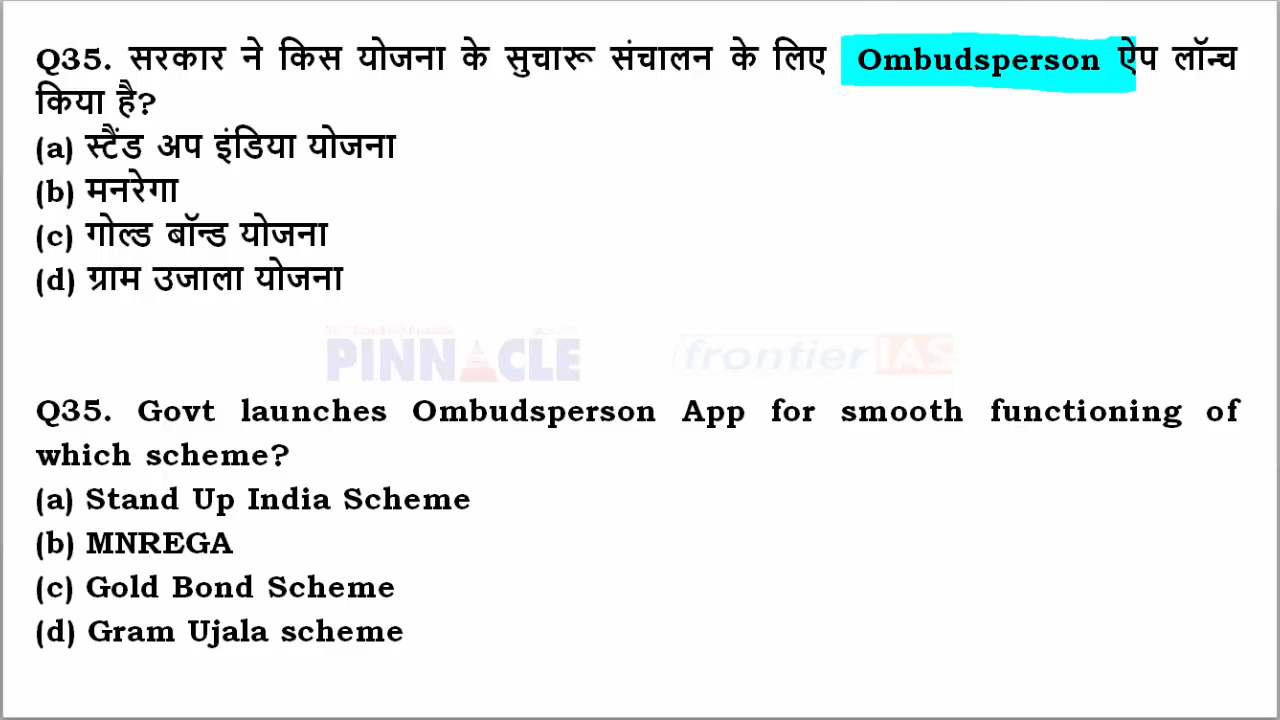 Q35. सरकार ने किस योजना के सुचारू संचालन के लिए Ombudsperson ऐप लॉन्च
किया है?
(a) स्टैंड अप इंडिया योजना
(b) मनरेगा
(c) गोल्ड बॉन्ड योजना
(d) ग्राम उजाला योजना
PINNACLE frontier IAS
Q35. Govt launches Ombudsperson App for smooth functioning of
which scheme?
(a) Stand Up India Scheme
(b) MNREGA
(c) Gold Bond Scheme
(d) Gram Ujala scheme